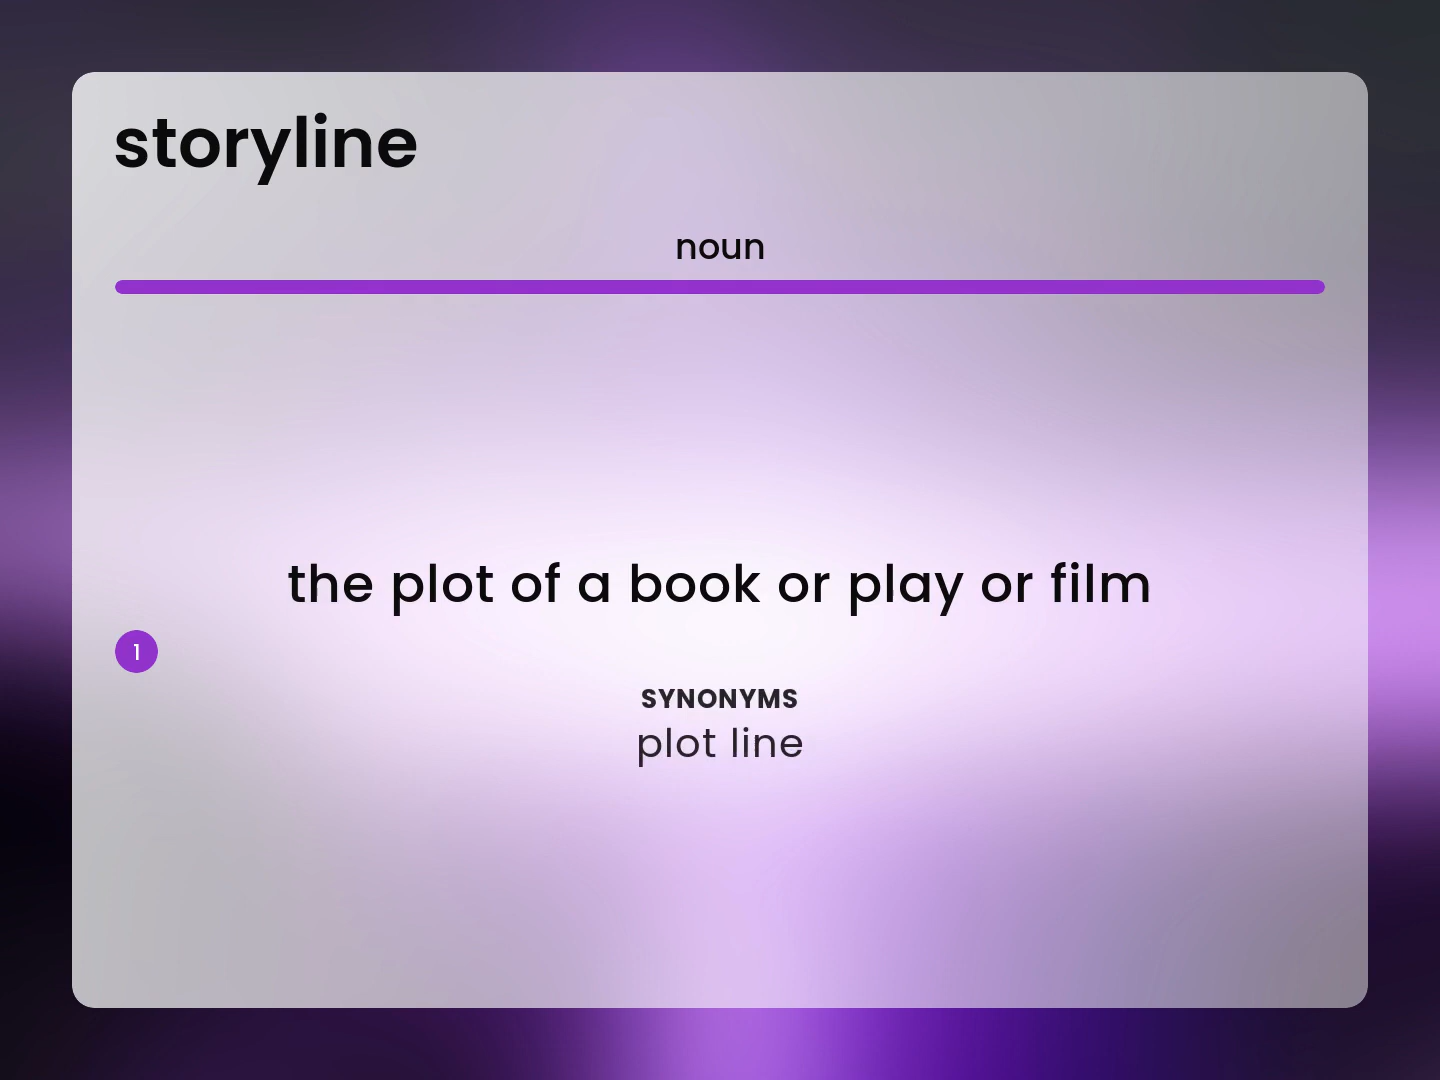 storyline
noun
the plot of a book or play or film
1
SYNONYMS
plot line